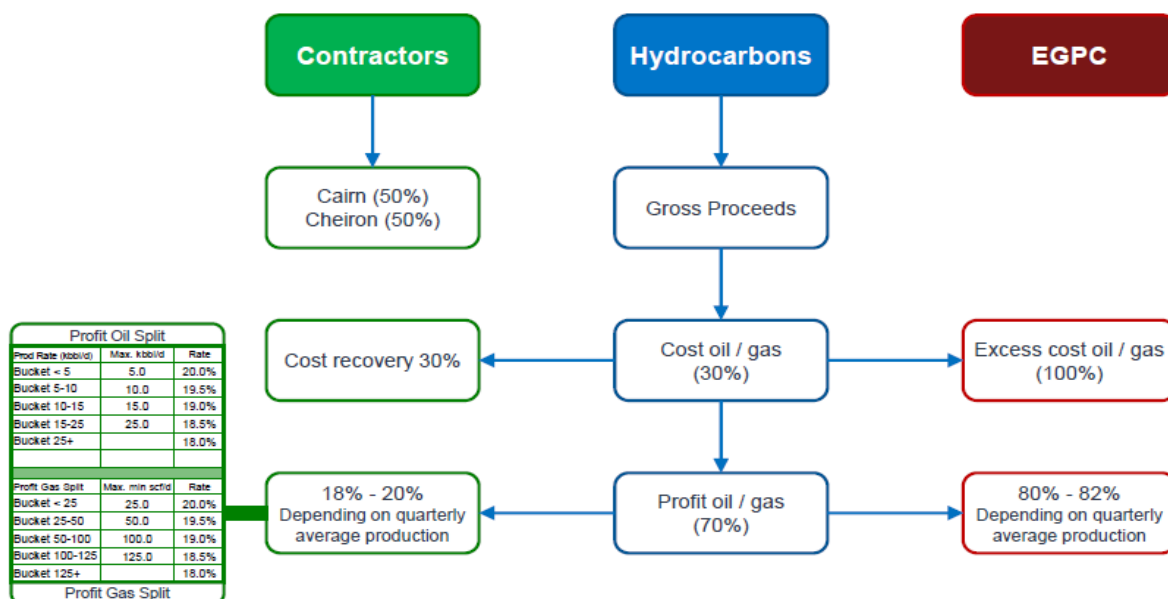 Contractors
Hydrocarbons
EGPC
Cairn (50%)
Cheiron (50%)
Gross Proceeds
Cost recovery 30%
Cost oil / gas
(30%)
Excess cost oil / gas
(100%)
Profit Oil Split
Prod Rate (kbbl/d) Max. kbbl/d Rate
Bucket < 5 5.0 20.0%
Bucket 5-10 10.0 19.5%
Bucket 10-15 15.0 19.0%
Bucket 15-25 25.0 18.5%
Bucket 25+ 18.0%
Profit Gas Split Max. mln scf/d Rate
Bucket < 25 25.0 20.0%
Bucket 25-50 50.0 19.5%
Bucket 50-100 100.0 19.0%
Bucket 100-125 125.0 18.5%
Bucket 125+ 18.0%
Profit Gas Split
18% - 20%
Depending on quarterly
average production
Profit oil / gas
(70%)
80% - 82%
Depending on quarterly
average production